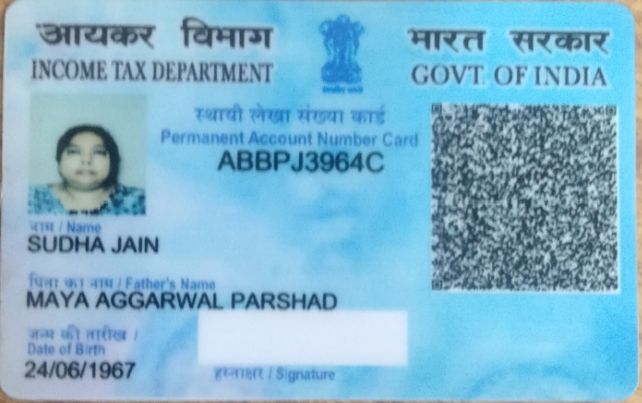 आयकर विभाग
INCOME TAX DEPARTMENT
भारत सरकार
GOVT. OF INDIA
स्थायी लेखा संख्या कार्ड
Permanent Account Number Card
ABBPJ3964C
नाम / Name
SUDHA JAIN
पिता का नाम / Father's Name
MAYA AGGARWAL PARSHAD
जन्म की तारीख /
Date of Birth
24/06/1967
हस्ताक्षर / Signature